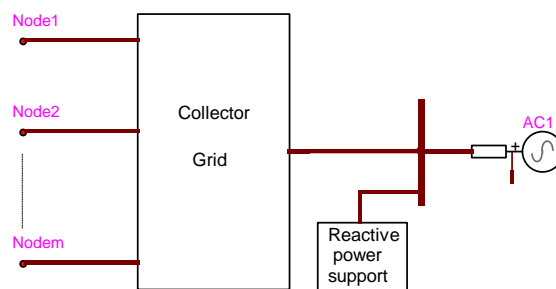 Node1
Node2
Nodem
Collector
Grid
AC1
+
Reactive
power
support